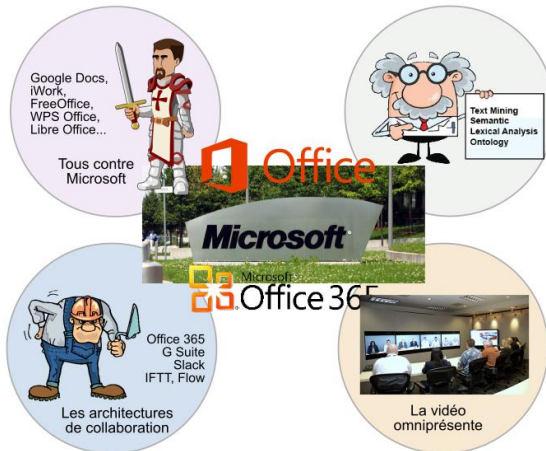 Google Docs,
iWork,
FreeOffice,
WPS Office,
Libre Office...
Tous contre
Microsoft
Text Mining
Semantic
Lexical Analysis
Ontology
Office
Microsoft
Microsoft
Office 365
Office 365
G Suite
Slack
IFTT, Flow
Les architectures
de collaboration
La vidéo
omniprésente